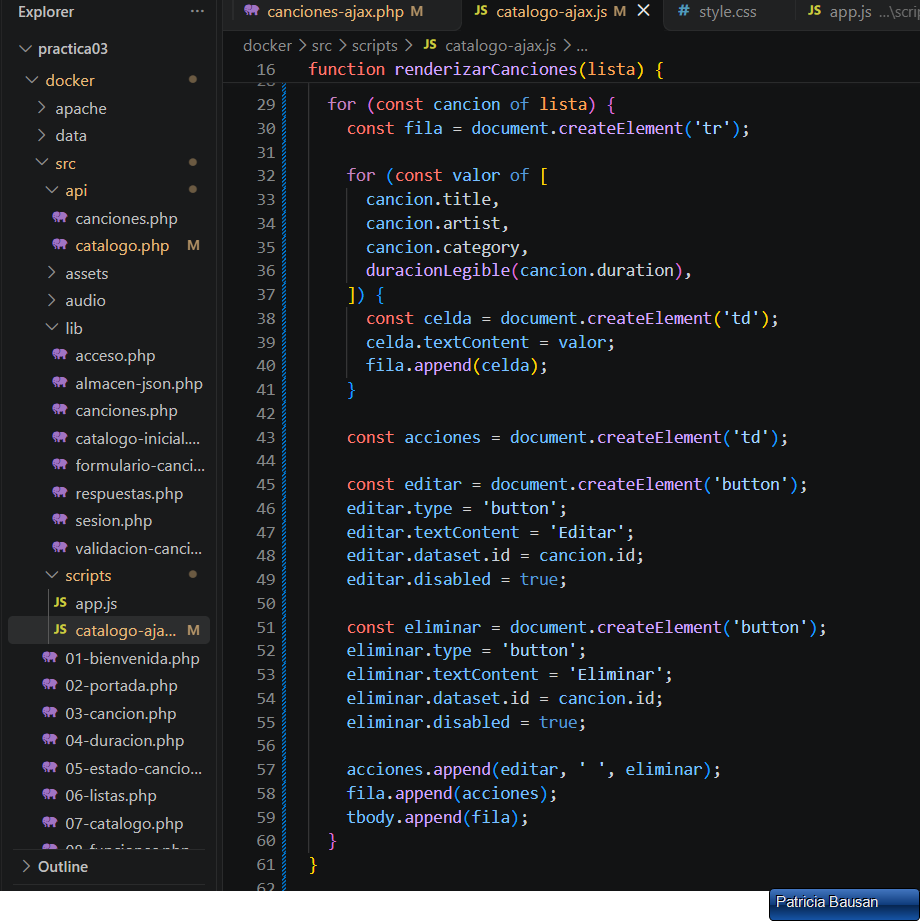 Explorer ...
canciones-ajax.php M
JS catalogo-ajax.js M
# style.css
JS app.js ...\scrip
practica03
docker
apache
data
src
api
canciones.php
catalogo.php M
assets
audio
lib
acceso.php
almacen-json.php
canciones.php
catalogo-inicial....
formulario-canci...
respuestas.php
sesion.php
validacion-canci...
scripts
JS app.js
JS catalogo-aja... M
01-bienvenida.php
02-portada.php
03-cancion.php
04-duracion.php
05-estado-cancio...
06-listas.php
07-catalogo.php
Outline
docker > src > scripts > JS catalogo-ajax.js > ...
16 function renderizarCanciones(lista) {
29 for (const cancion of lista) {
30 const fila = document.createElement('tr');
31
32 for (const valor of [
33 cancion.title,
34 cancion.artist,
35 cancion.category,
36 duracionLegible(cancion.duration),
37 ]) {
38 const celda = document.createElement('td');
39 celda.textContent = valor;
40 fila.append(celda);
41 }
42
43 const acciones = document.createElement('td');
44
45 const editar = document.createElement('button');
46 editar.type = 'button';
47 editar.textContent = 'Editar';
48 editar.dataset.id = cancion.id;
49 editar.disabled = true;
50
51 const eliminar = document.createElement('button');
52 eliminar.type = 'button';
53 eliminar.textContent = 'Eliminar';
54 eliminar.dataset.id = cancion.id;
55 eliminar.disabled = true;
56
57 acciones.append(editar, ' ', eliminar);
58 fila.append(acciones);
59 tbody.append(fila);
60 }
61 }
62
Patricia Bausan